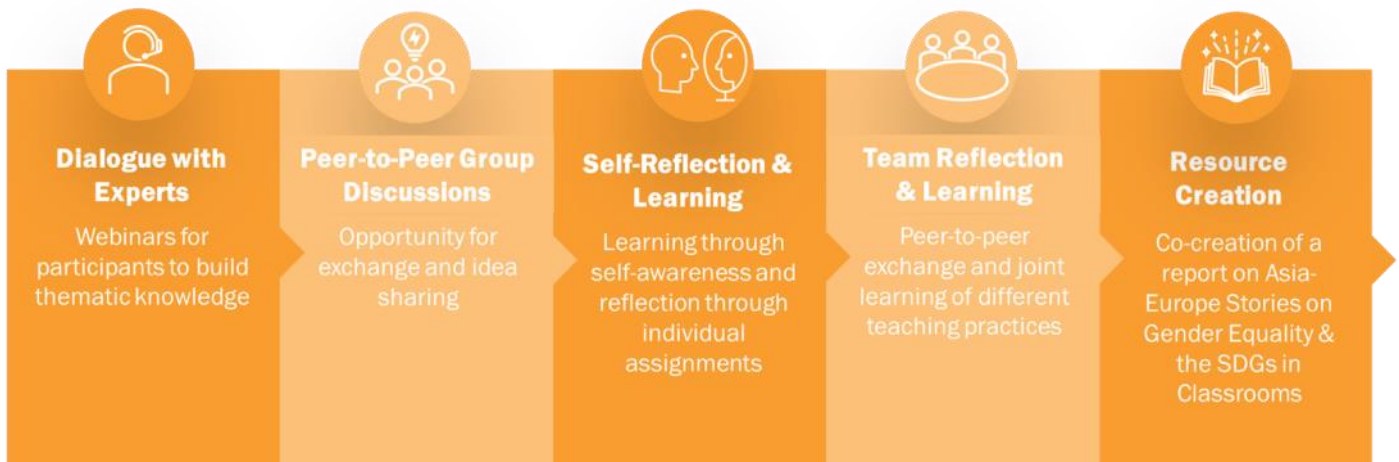 Dialogue with
Experts
Webinars for
participants to build
thematic knowledge
Peer-to-Peer Group
Discussions
Opportunity for
exchange and idea
sharing
Self-Reflection &
Learning
Learning through
self-awareness and
reflection through
individual
assignments
Team Reflection
& Learning
Peer-to-peer
exchange and joint
learning of different
teaching practices
Resource
Creation
Co-creation of a
report on Asia-
Europe Stories on
Gender Equality &
the SDGs in
Classrooms